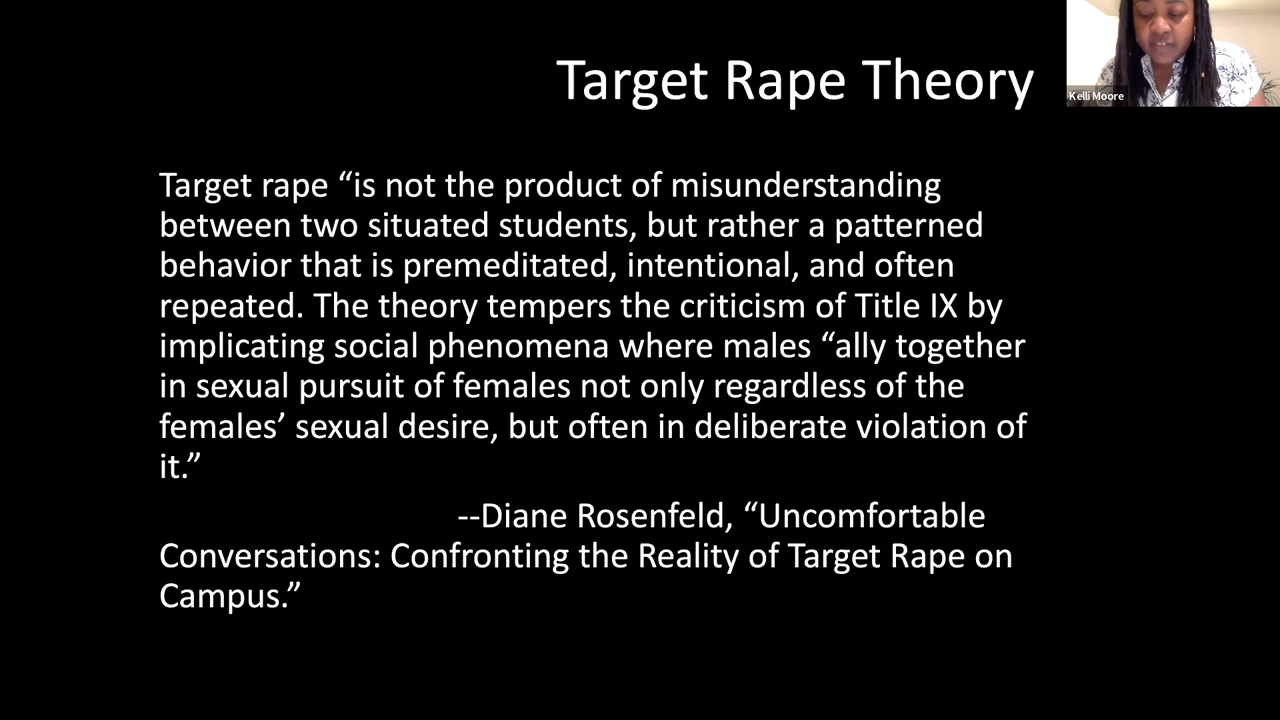 Target Rape Theory
Kelli Moore
Target rape “is not the product of misunderstanding
between two situated students, but rather a patterned
behavior that is premeditated, intentional, and often
repeated. The theory tempers the criticism of Title IX by
implicating social phenomena where males “ally together
in sexual pursuit of females not only regardless of the
females’ sexual desire, but often in deliberate violation of
it.”
--Diane Rosenfeld, “Uncomfortable
Conversations: Confronting the Reality of Target Rape on
Campus.”